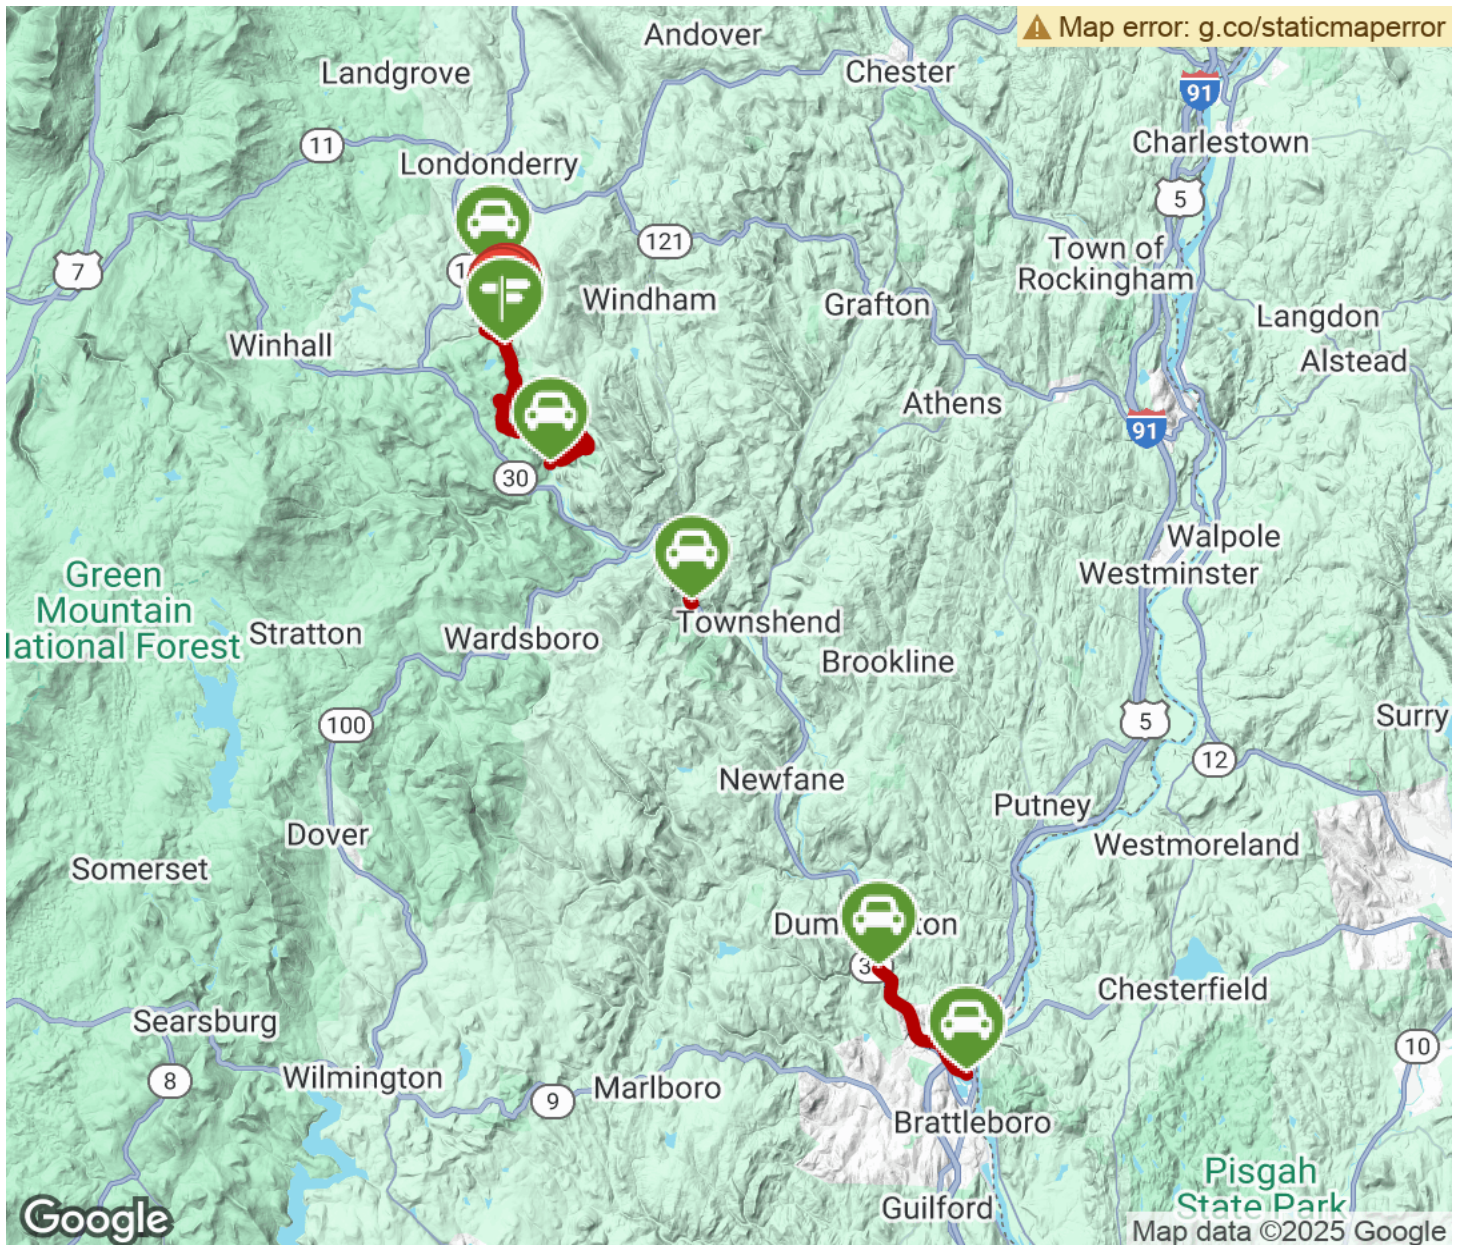 Andover
Map error: g.co/staticmaperror
Landgrove
Chester
91
11
Charlestown
Londonderry
5
121
Town of
Rockingham
7
Windham
Grafton
Langdon
Winhall
Alstead
Athens
91
30
Walpole
Westminster
Green
Mountain
National Forest
Stratton
Wardsboro
Townshend
Brookline
100
5
Surry
12
Newfane
Putney
Dover
Westmoreland
Somerset
Chesterfield
Searsburg
10
8
Wilmington
9
Marlboro
Brattleboro
Pisgah
State Park
Guilford
Google
Map data ©2025 Google